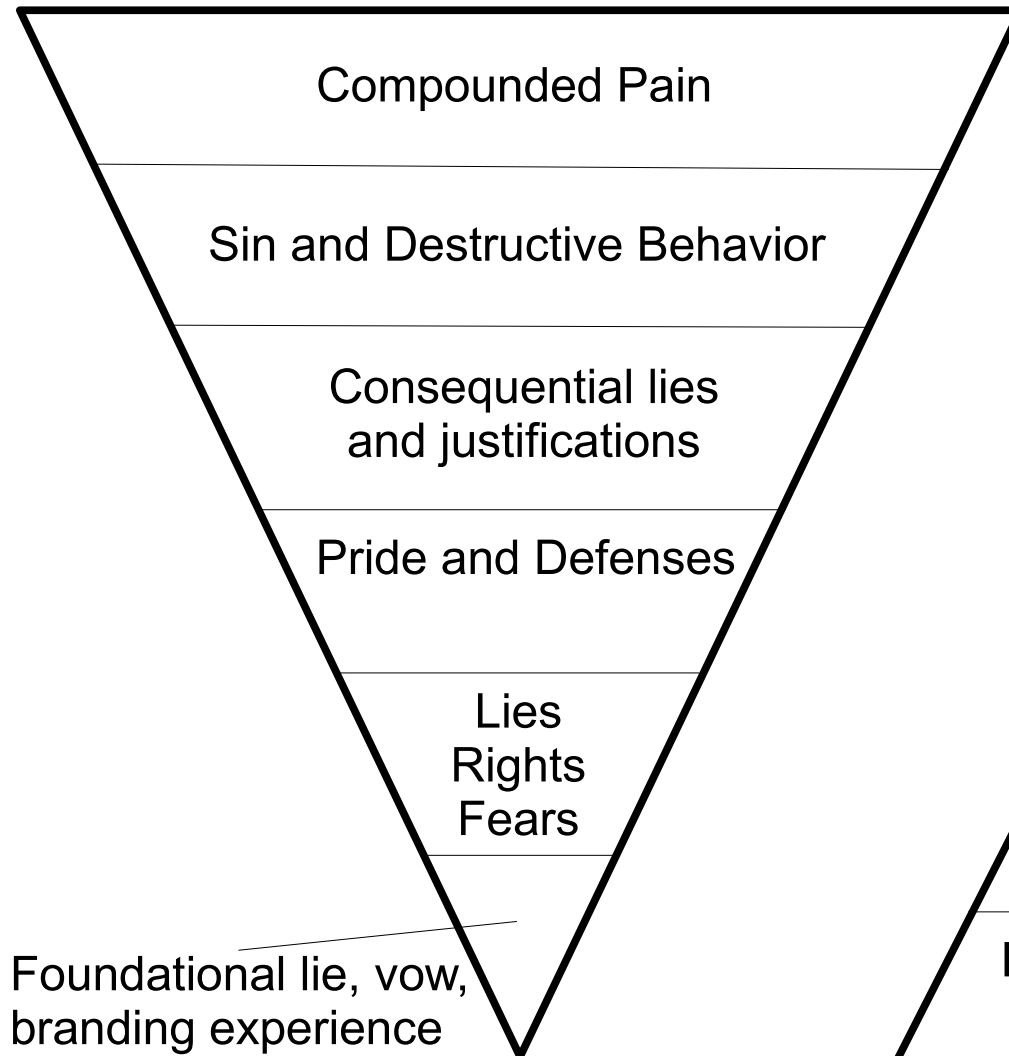 Compounded Pain
Sin and Destructive Behavior
Consequential lies
and justifications
Pride and Defenses
Lies
Rights
Fears
Foundational lie, vow,
branding experience